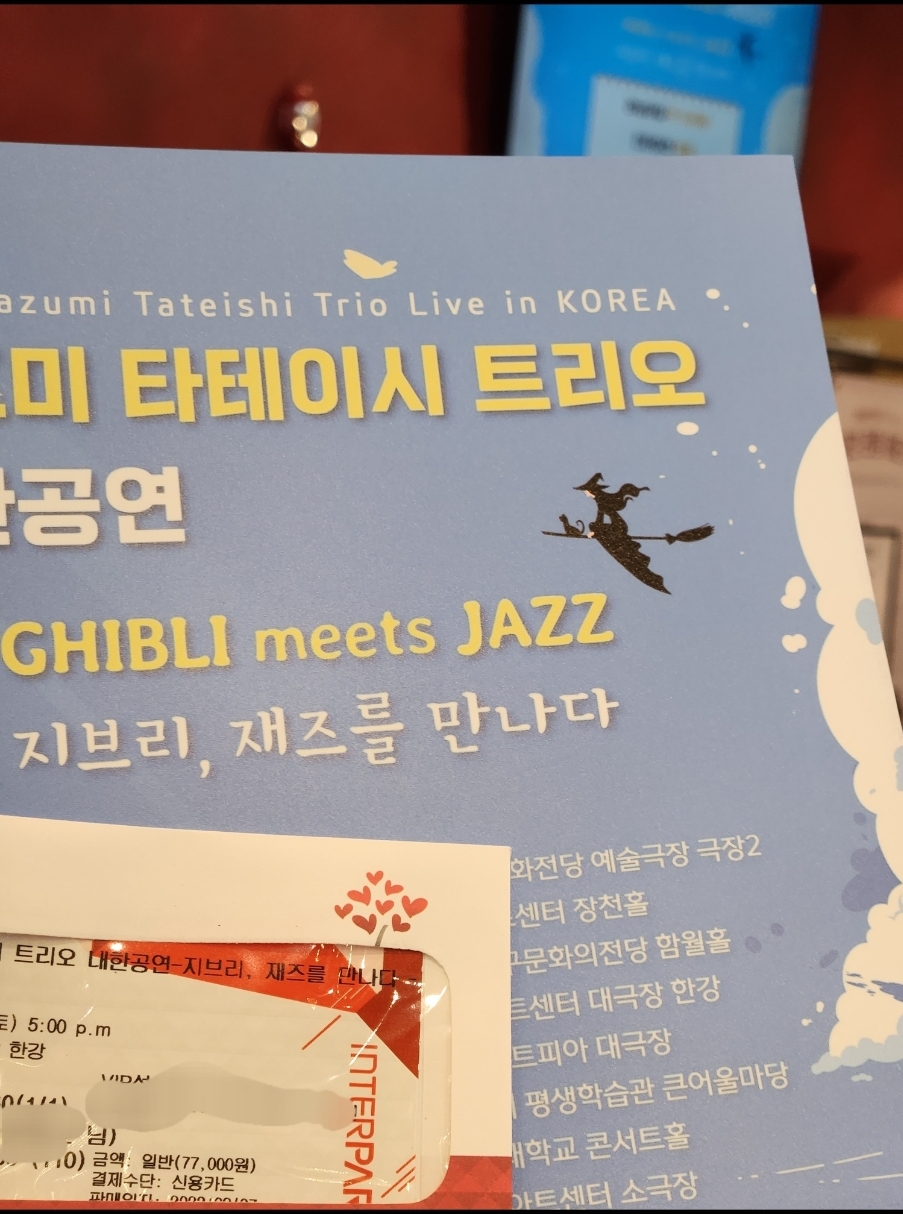 azumi Tateishi Trio Live in KOREA
미 타테이시 트리오
공연
GHIBLI meets JAZZ
지브리, 재즈를 만나다
화전당 예술극장 극장2
센터 장천홀
문화의전당 함월홀
트센터 대극장 한강
트피아 대극장
평생학습관 큰어울마당
대학교 콘서트홀
아트센터 소극장
트리오 내한공연-지브리, 재즈를 만나다
토) 5:00 p.m
한강
0(1/1)
님)
금액: 일반(77,000원)
결제수단: 신용카드
INTERPAR